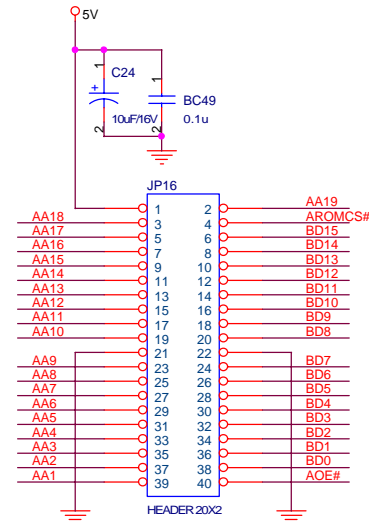 5V
1 C24
+ 1
BC49
10uF/16V 0.1u
2 2
JP16
1 2 AA19
AA18 3 4 AROMCS#
AA17 5 6 BD15
AA16 7 8 BD14
AA15 9 10 BD13
AA14 11 12 BD12
AA13 13 14 BD11
AA12 15 16 BD10
AA11 17 18 BD9
AA10 19 20 BD8
21 22
AA9 23 24 BD7
AA8 25 26 BD6
AA7 27 28 BD5
AA6 29 30 BD4
AA5 31 32 BD3
AA4 33 34 BD2
AA3 35 36 BD1
AA2 37 38 BD0
AA1 39 40 AOE#
HEADER 20X2